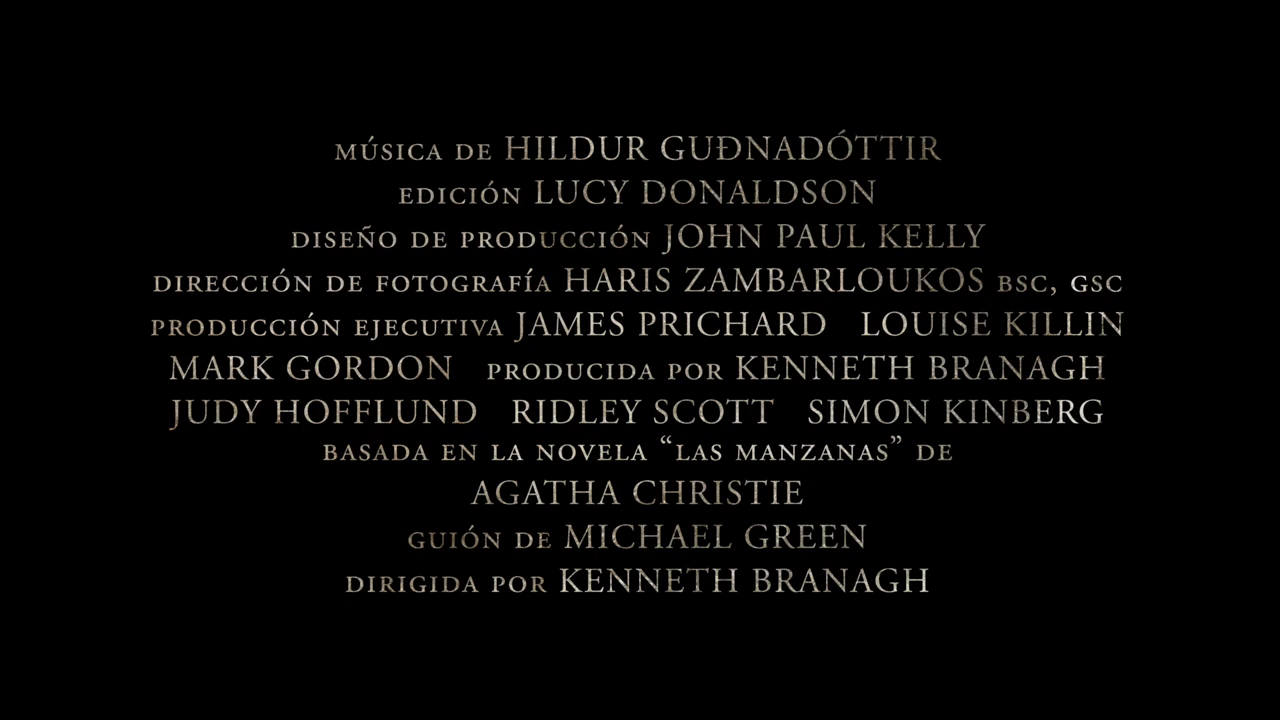 MÚSICA DE HILDUR GUÐNADÓTTIR
EDICIÓN LUCY DONALDSON
DISEÑO DE PRODUCCIÓN JOHN PAUL KELLY
DIRECCIÓN DE FOTOGRAFÍA HARIS ZAMBARLOUKOS BSC, GSC
PRODUCCIÓN EJECUTIVA JAMES PRICHARD LOUISE KILLIN
MARK GORDON PRODUCIDA POR KENNETH BRANAGH
JUDY HOFFLUND RIDLEY SCOTT SIMON KINBERG
BASADA EN LA NOVELA “LAS MANZANAS” DE
AGATHA CHRISTIE
GUIÓN DE MICHAEL GREEN
DIRIGIDA POR KENNETH BRANAGH